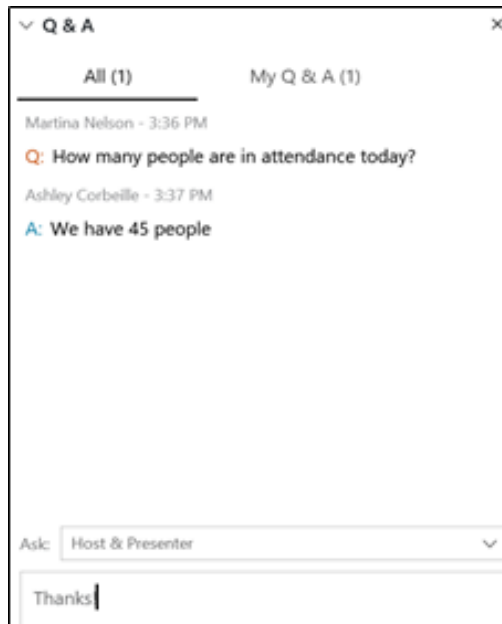 Q & A
All (1) My Q & A (1)
Martina Nelson - 3:36 PM
Q: How many people are in attendance today?
Ashley Corbeille - 3:37 PM
A: We have 45 people
Ask: Host & Presenter
Thanks!